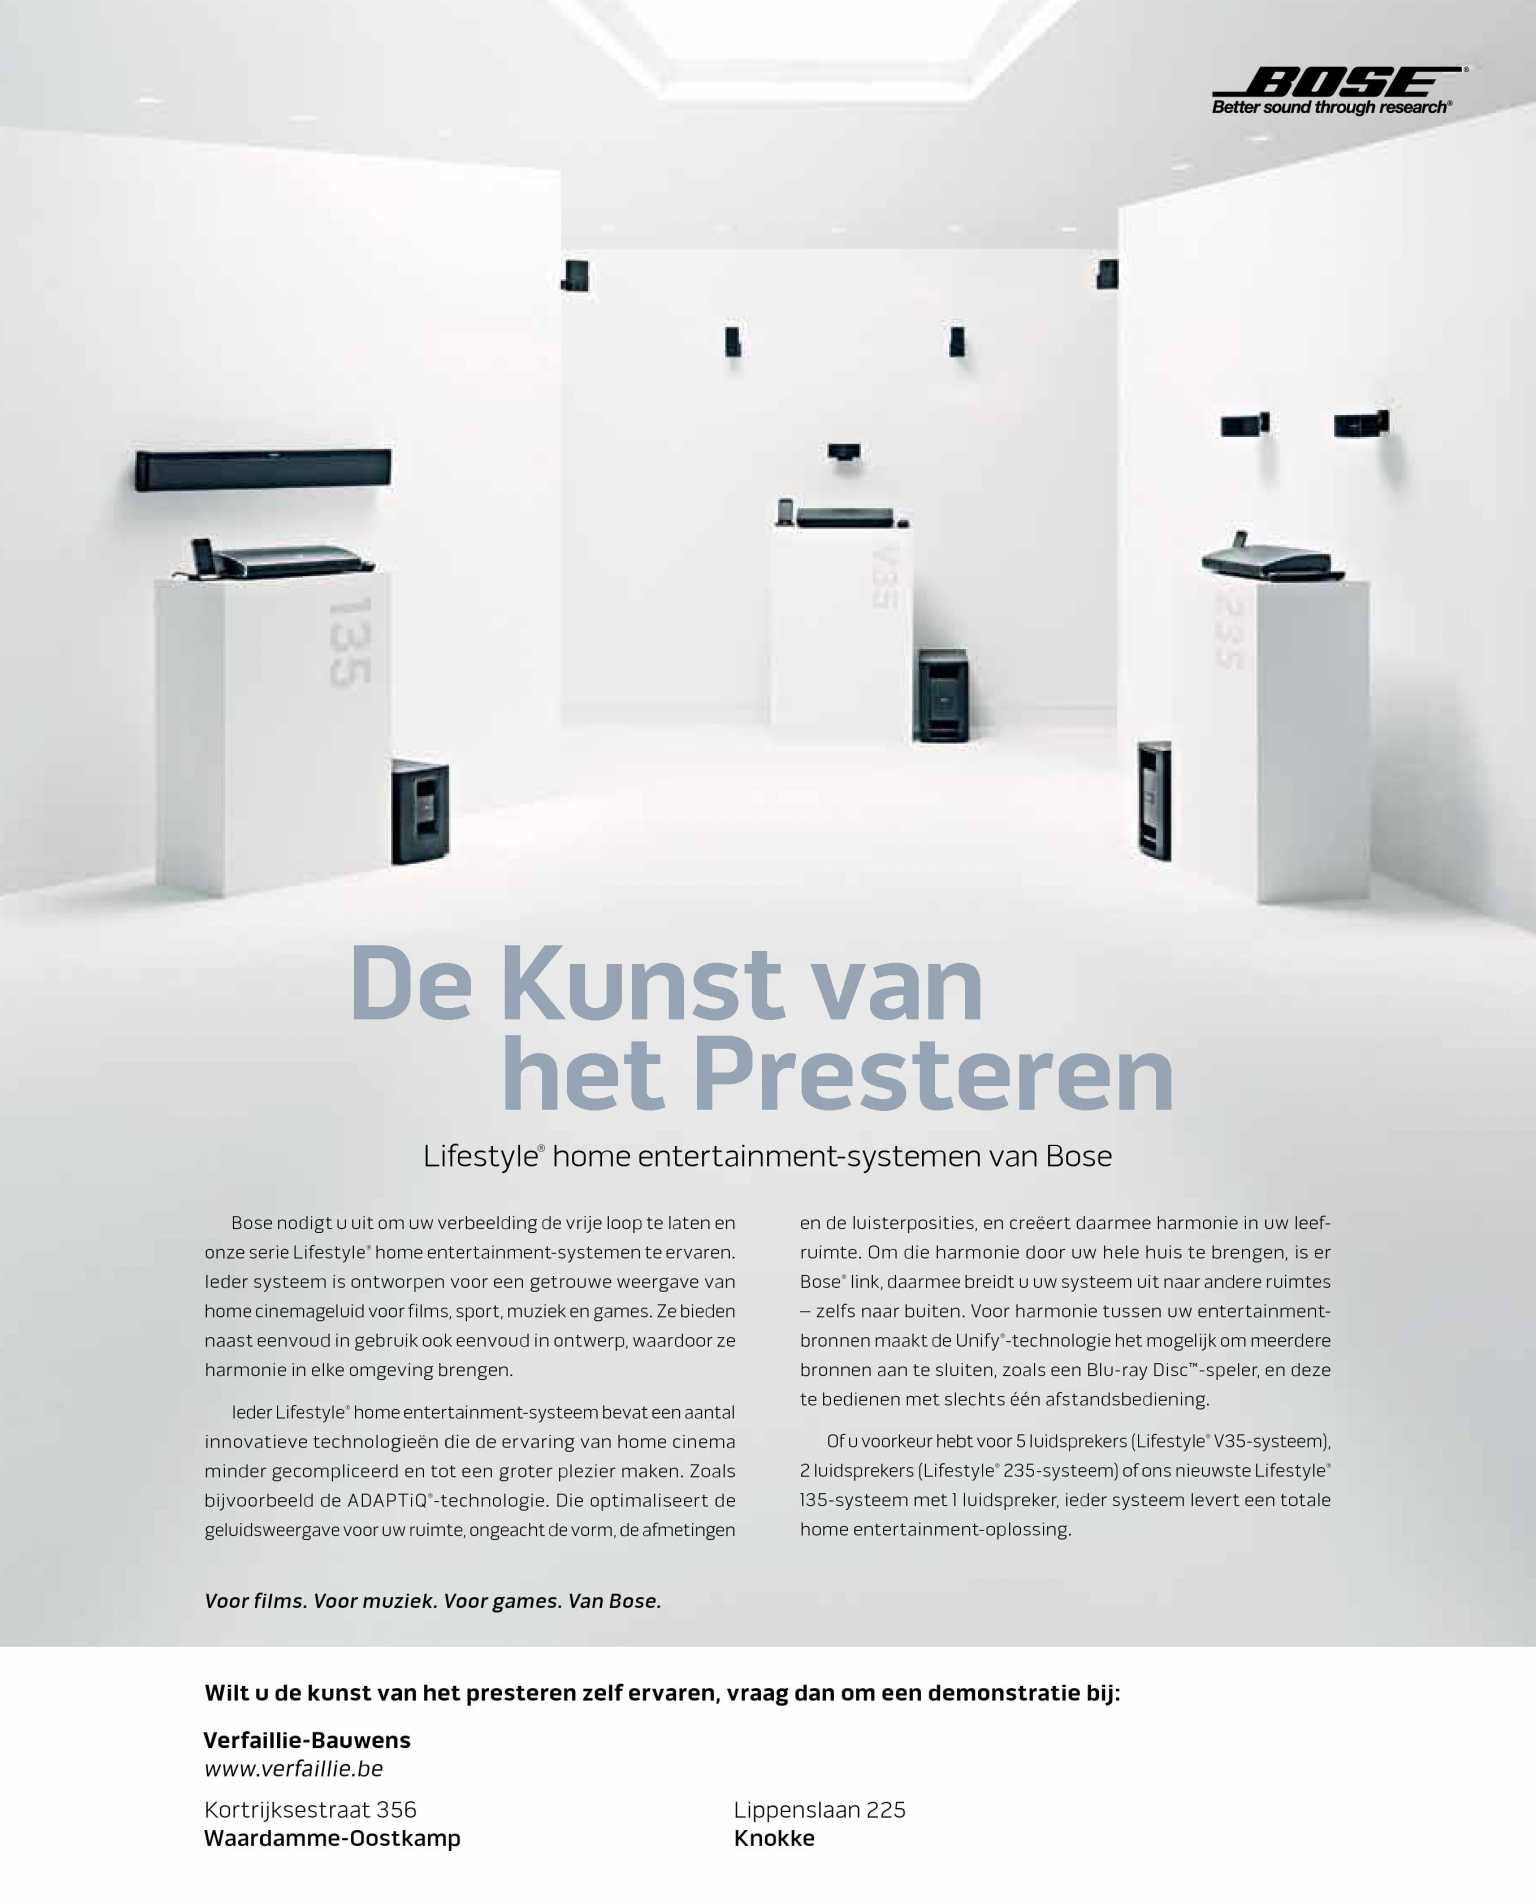 BOSE®
Better sound through research®
135
V35
235
De Kunst van
het Presteren
Lifestyle® home entertainment-systemen van Bose
Bose nodigt u uit om uw verbeelding de vrije loop te laten en
onze serie Lifestyle® home entertainment-systemen te ervaren.
Ieder systeem is ontworpen voor een getrouwe weergave van
home cinemageluid voor films, sport, muziek en games. Ze bieden
naast eenvoud in gebruik ook eenvoud in ontwerp, waardoor ze
harmonie in elke omgeving brengen.
Ieder Lifestyle® home entertainment-systeem bevat een aantal
innovatieve technologieën die de ervaring van home cinema
minder gecompliceerd en tot een groter plezier maken. Zoals
bijvoorbeeld de ADAPTiQ®-technologie. Die optimaliseert de
geluidsweergave voor uw ruimte, ongeacht de vorm, de afmetingen
en de luisterposities, en creëert daarmee harmonie in uw leef-
ruimte. Om die harmonie door uw hele huis te brengen, is er
Bose® link, daarmee breidt u uw systeem uit naar andere ruimtes
– zelfs naar buiten. Voor harmonie tussen uw entertainment-
bronnen maakt de Unify®-technologie het mogelijk om meerdere
bronnen aan te sluiten, zoals een Blu-ray Disc™-speler, en deze
te bedienen met slechts één afstandsbediening.
Of u voorkeur hebt voor 5 luidsprekers (Lifestyle® V35-systeem),
2 luidsprekers (Lifestyle® 235-systeem) of ons nieuwste Lifestyle®
135-systeem met 1 luidspreker, ieder systeem levert een totale
home entertainment-oplossing.
Voor films. Voor muziek. Voor games. Van Bose.
Wilt u de kunst van het presteren zelf ervaren, vraag dan om een demonstratie bij:
Verfaillie-Bauwens
www.verfaillie.be
Kortrijksestraat 356
Waardamme-Oostkamp
Lippenslaan 225
Knokke